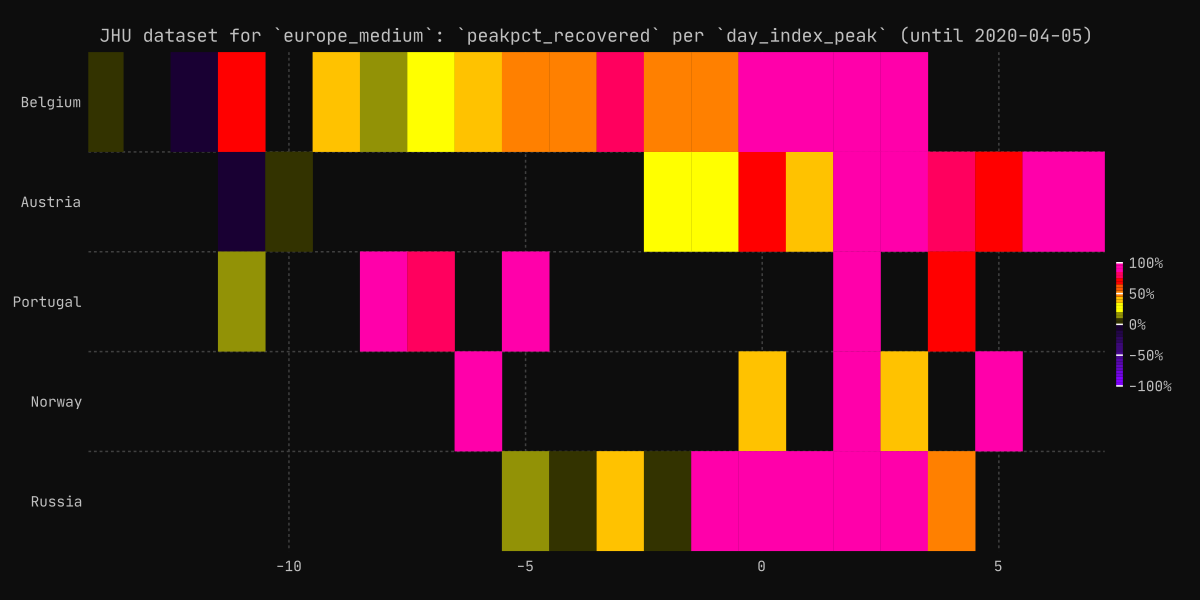 JHU dataset for `europe_medium`: `peakpct_recovered` per `day_index_peak` (until 2020-04-05)
Belgium
Austria
Portugal
Norway
Russia
100%
50%
0%
-50%
-100%
-10
-5
0
5